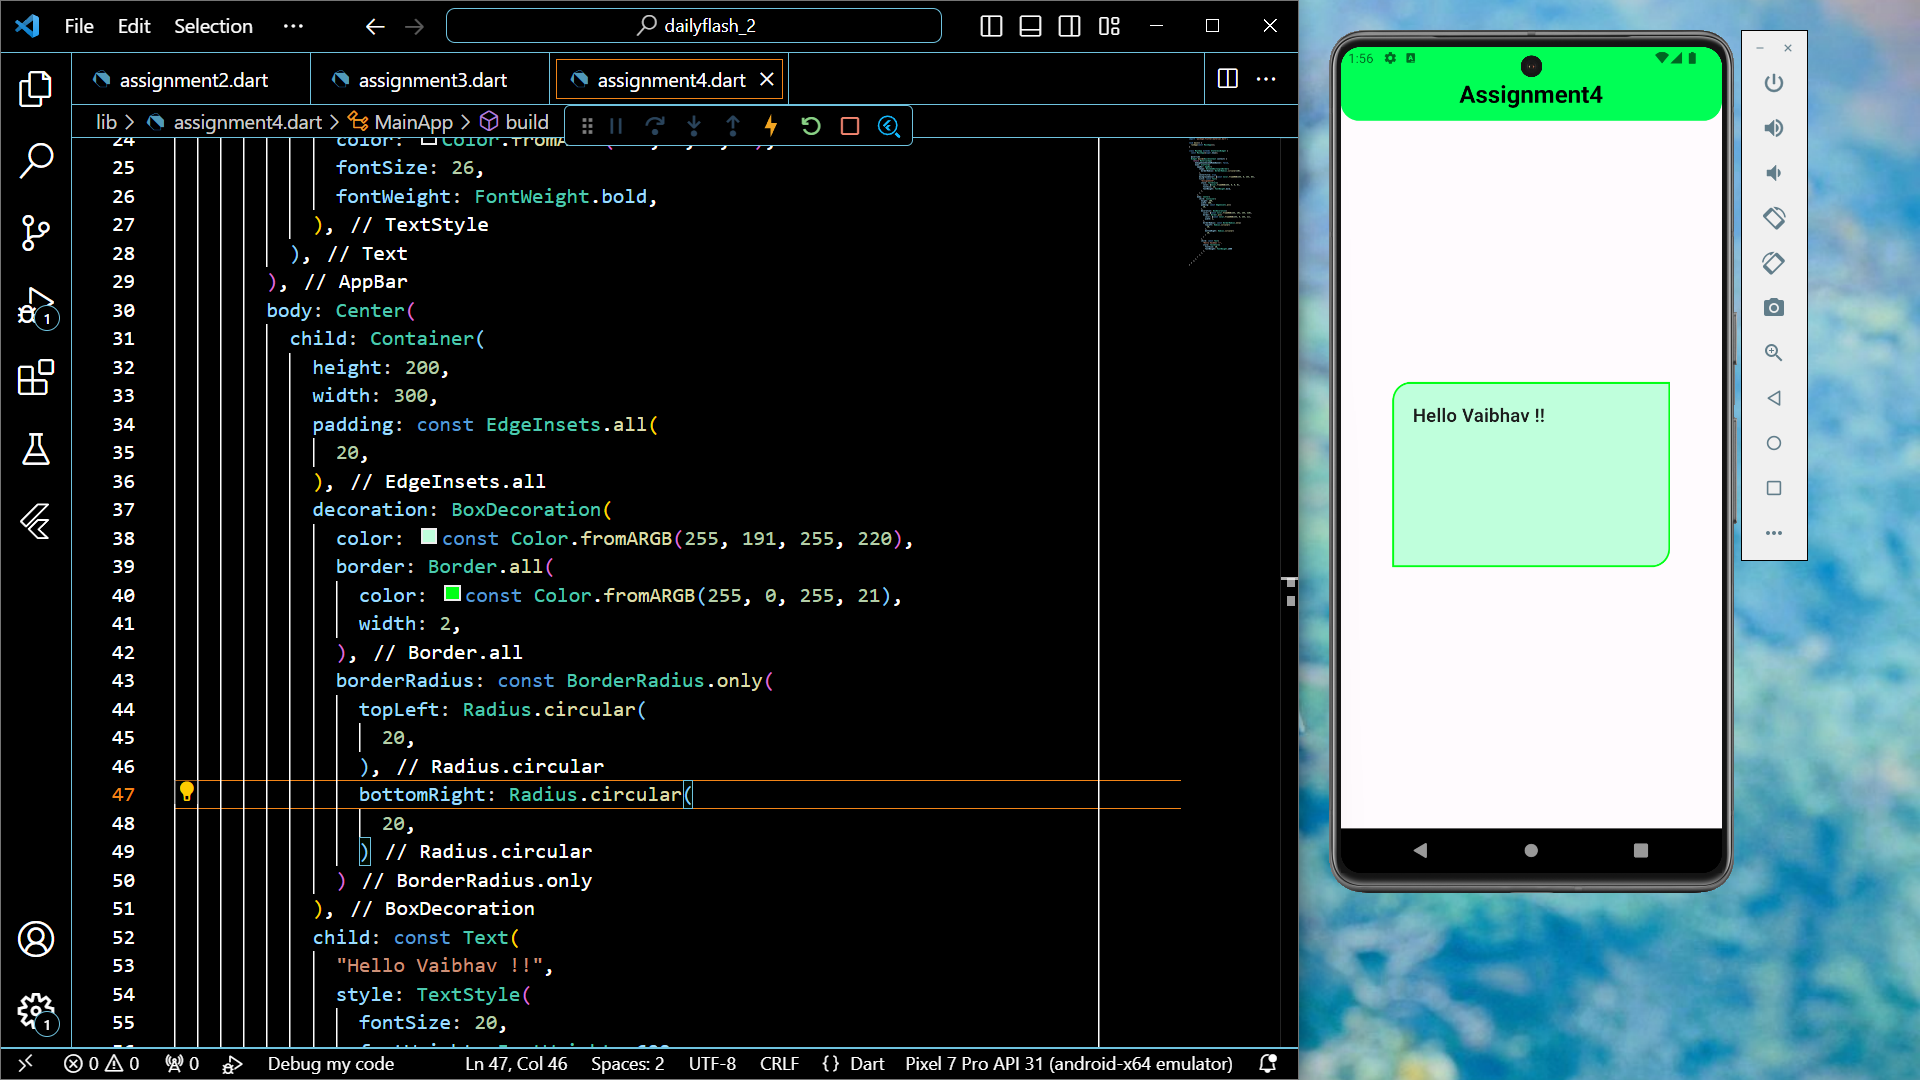 File Edit Selection ··· dailyflash_2
assignment2.dart assignment3.dart assignment4.dart
lib > assignment4.dart > MainApp > build
25 fontSize: 26,
26 fontWeight: FontWeight.bold,
27 ), // TextStyle
28 ), // Text
29 ), // AppBar
30 body: Center(
31 child: Container(
32 height: 200,
33 width: 300,
34 padding: const EdgeInsets.all(
35 20,
36 ), // EdgeInsets.all
37 decoration: BoxDecoration(
38 color: const Color.fromARGB(255, 191, 255, 220),
39 border: Border.all(
40 color: const Color.fromARGB(255, 0, 255, 21),
41 width: 2,
42 ), // Border.all
43 borderRadius: const BorderRadius.only(
44 topLeft: Radius.circular(
45 20,
46 ), // Radius.circular
47 bottomRight: Radius.circular(
48 20,
49 ) // Radius.circular
50 ) // BorderRadius.only
51 ), // BoxDecoration
52 child: const Text(
53 "Hello Vaibhav !!",
54 style: TextStyle(
55 fontSize: 20,
1
1
0 0 0 Debug my code Ln 47, Col 46 Spaces: 2 UTF-8 CRLF {} Dart Pixel 7 Pro API 31 (android-x64 emulator)
1:56
Assignment4
Hello Vaibhav !!